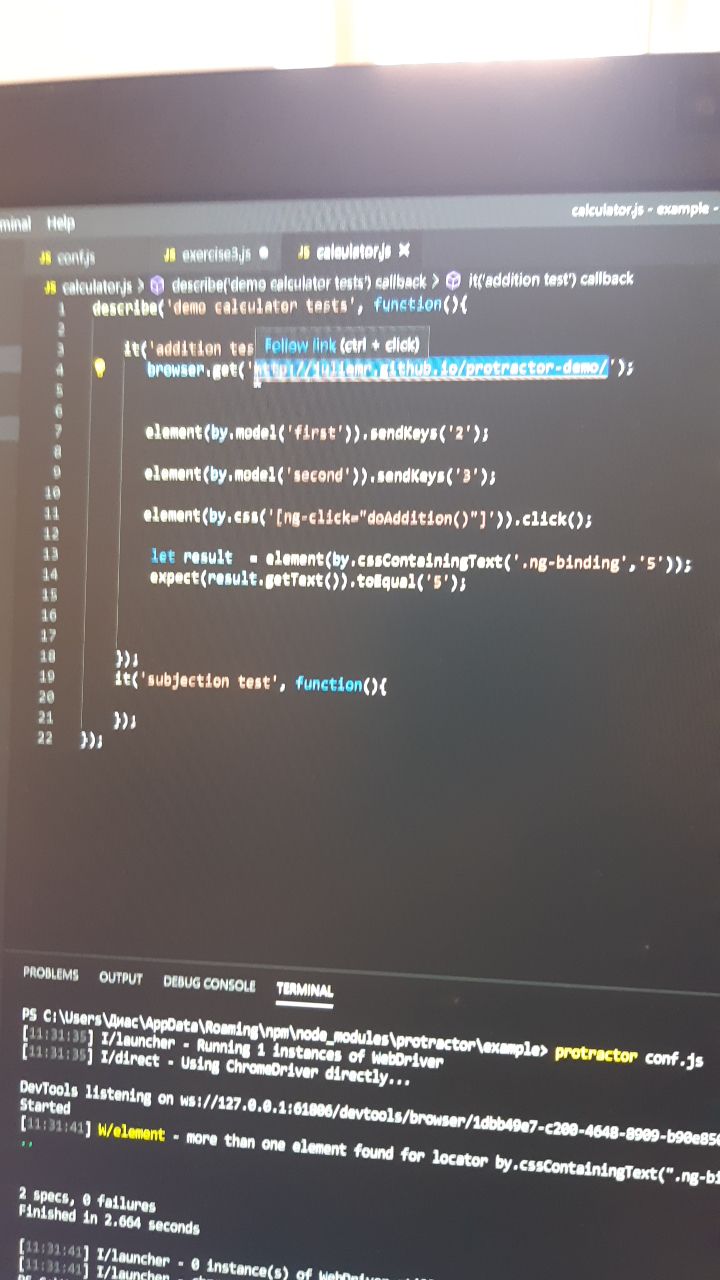 minal Help calculator.js - example -
JS conf.js JS exercise3.js ● JS calculator.js ×
JS calculator.js > describe('demo calculator tests') callback > it('addition test') callback
1 describe('demo calculator tests', function(){
2
3 it('addition tes Follow link (ctrl + click)
4 browser.get('http://juliemr.github.io/protractor-demo/');
5
6
7 element(by.model('first')).sendKeys('2');
8
9 element(by.model('second')).sendKeys('3');
10
11 element(by.css('[ng-click="doAddition()"]')).click();
12
13 let result = element(by.cssContainingText('.ng-binding','5'));
14 expect(result.getText()).toEqual('5');
15
16
17
18 });
19 it('subjection test', function(){
20
21 });
22 });
PROBLEMS OUTPUT DEBUG CONSOLE TERMINAL
PS C:\Users\Диас\AppData\Roaming\npm\node_modules\protractor\example> protractor conf.js
[11:31:35] I/launcher - Running 1 instances of WebDriver
[11:31:35] I/direct - Using ChromeDriver directly...
DevTools listening on ws://127.0.0.1:61806/devtools/browser/1dbb49e7-c200-4648-8909-b90e856
Started
[11:31:41] W/element - more than one element found for locator by.cssContainingText(".ng-bi
..
2 specs, 0 failures
Finished in 2.664 seconds
[11:31:41] I/launcher - 0 instance(s) of WebDriver
[11:31:41] I/launcher